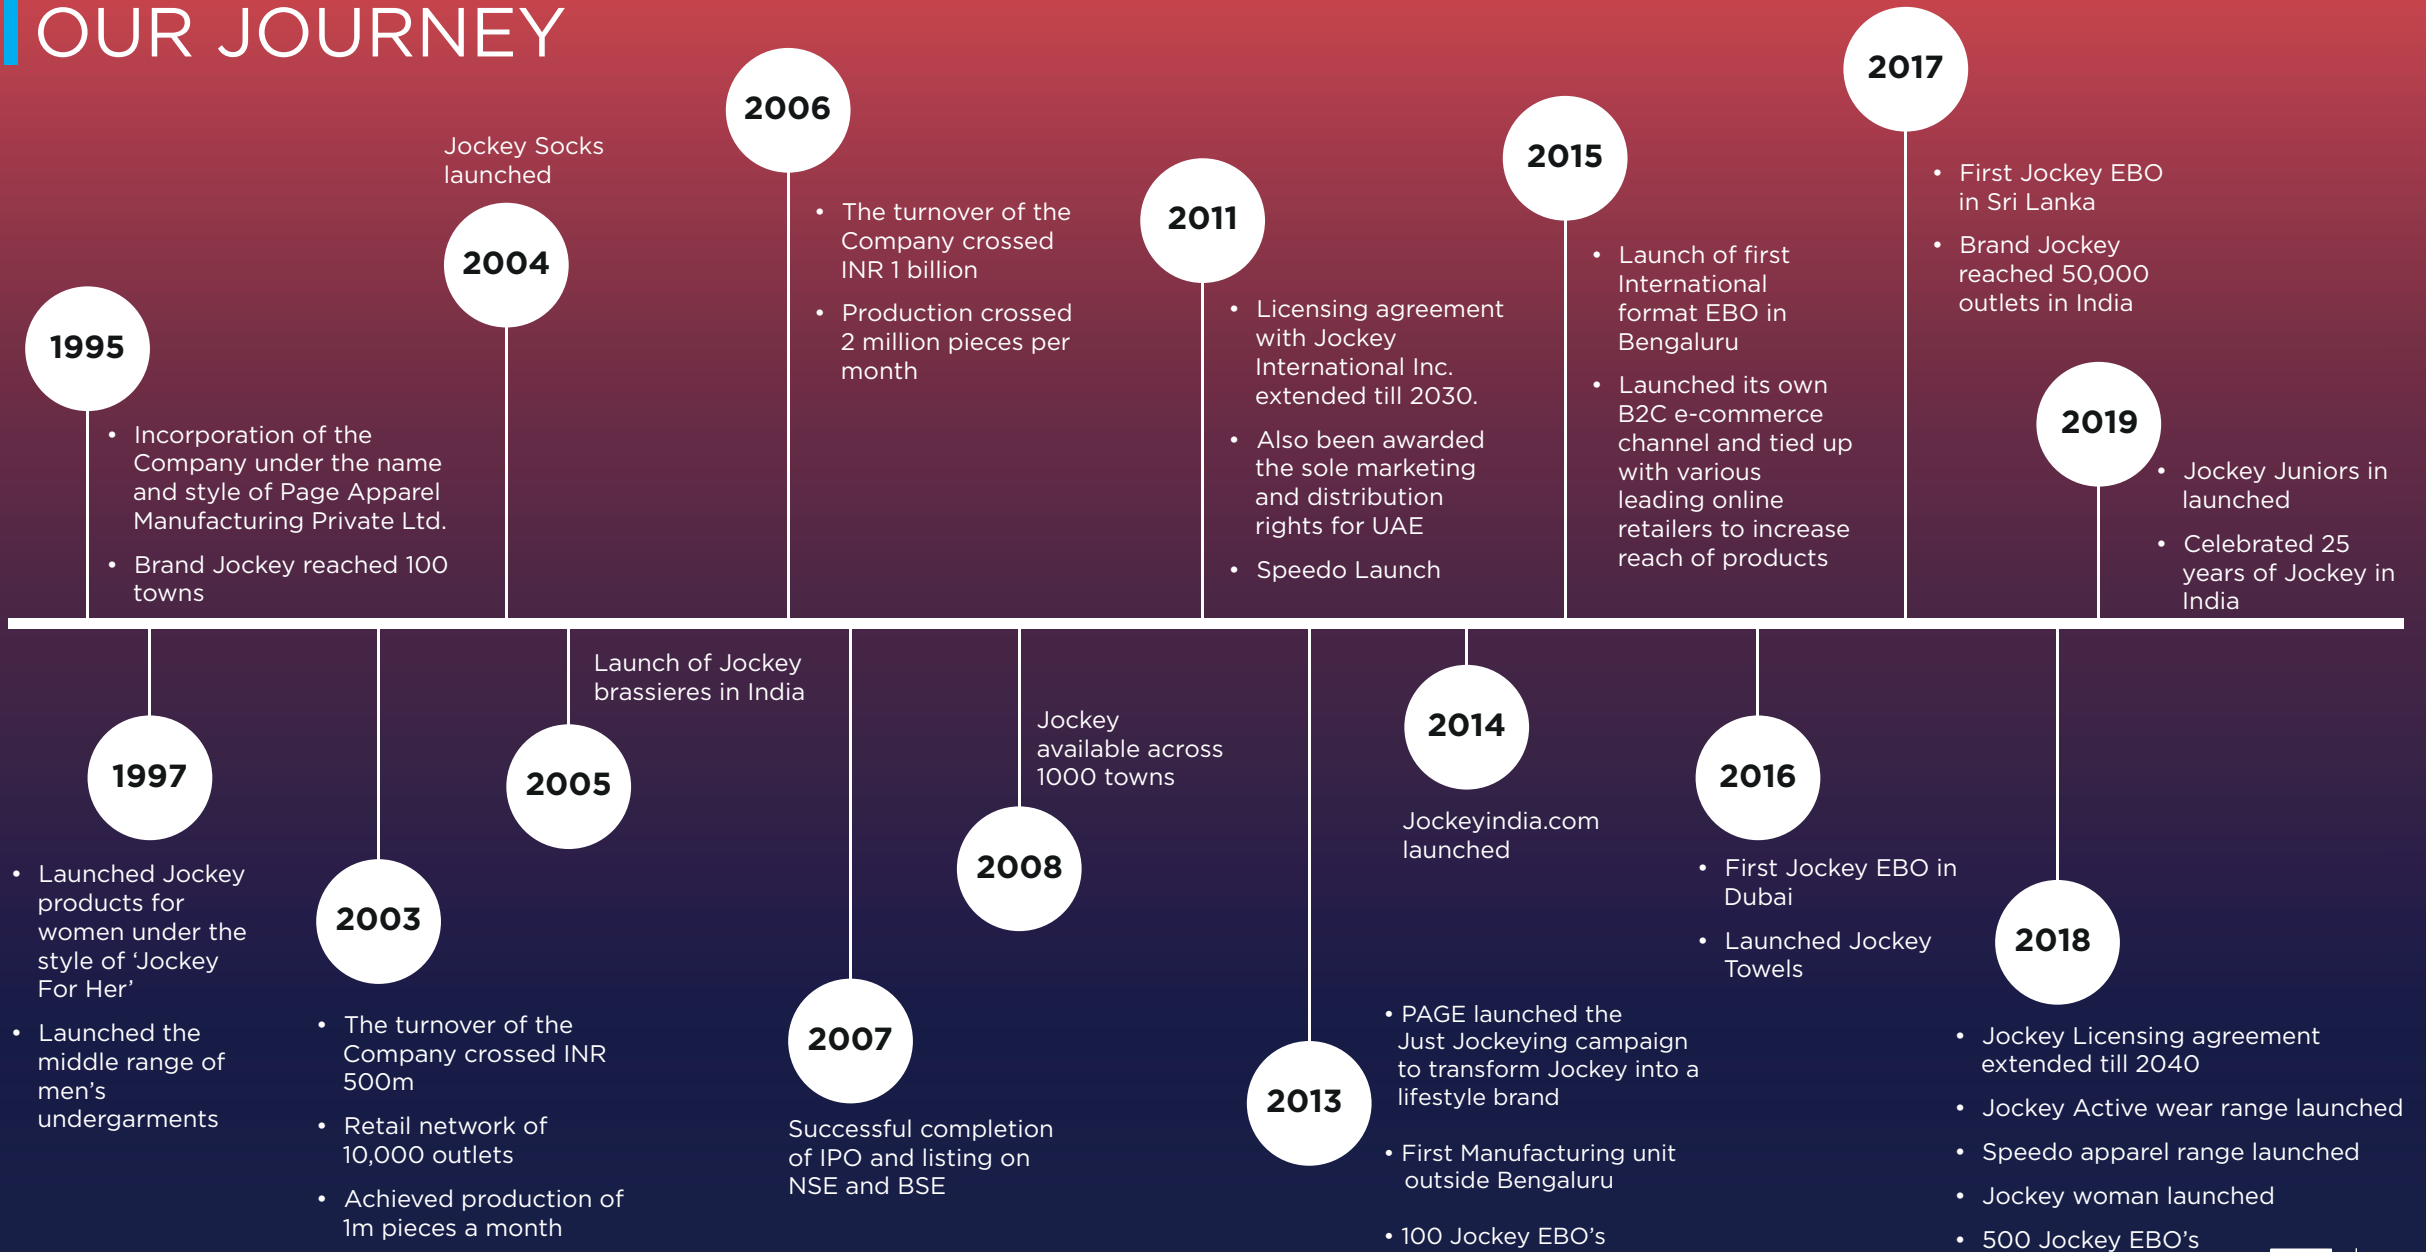 OUR JOURNEY
1995
• Incorporation of the
Company under the name
and style of Page Apparel
Manufacturing Private Ltd.
• Brand Jockey reached 100
towns
1997
• Launched Jockey
products for
women under the
style of ‘Jockey
For Her’
• Launched the
middle range of
men’s
undergarments
2003
• The turnover of the
Company crossed INR
500m
• Retail network of
10,000 outlets
• Achieved production of
1m pieces a month
Jockey Socks
launched
2004
Launch of Jockey
brassieres in India
2005
2006
• The turnover of the
Company crossed
INR 1 billion
• Production crossed
2 million pieces per
month
2007
Successful completion
of IPO and listing on
NSE and BSE
Jockey
available across
1000 towns
2008
2011
• Licensing agreement
with Jockey
International Inc.
extended till 2030.
• Also been awarded
the sole marketing
and distribution
rights for UAE
• Speedo Launch
2013
• PAGE launched the
Just Jockeying campaign
to transform Jockey into a
lifestyle brand
• First Manufacturing unit
outside Bengaluru
• 100 Jockey EBO’s
2014
Jockeyindia.com
launched
2015
• Launch of first
International
format EBO in
Bengaluru
• Launched its own
B2C e-commerce
channel and tied up
with various
leading online
retailers to increase
reach of products
2016
• First Jockey EBO in
Dubai
• Launched Jockey
Towels
2017
• First Jockey EBO
in Sri Lanka
• Brand Jockey
reached 50,000
outlets in India
2018
• Jockey Licensing agreement
extended till 2040
• Jockey Active wear range launched
• Speedo apparel range launched
• Jockey woman launched
• 500 Jockey EBO’s
2019
• Jockey Juniors in
launched
• Celebrated 25
years of Jockey in
India